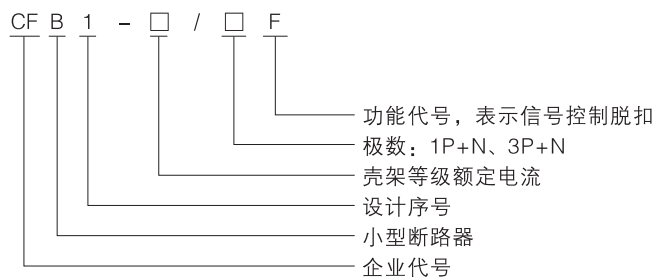 CF B 1 - □ / □ F
功能代号，表示信号控制脱扣
极数：1P+N、3P+N
壳架等级额定电流
设计序号
小型断路器
企业代号